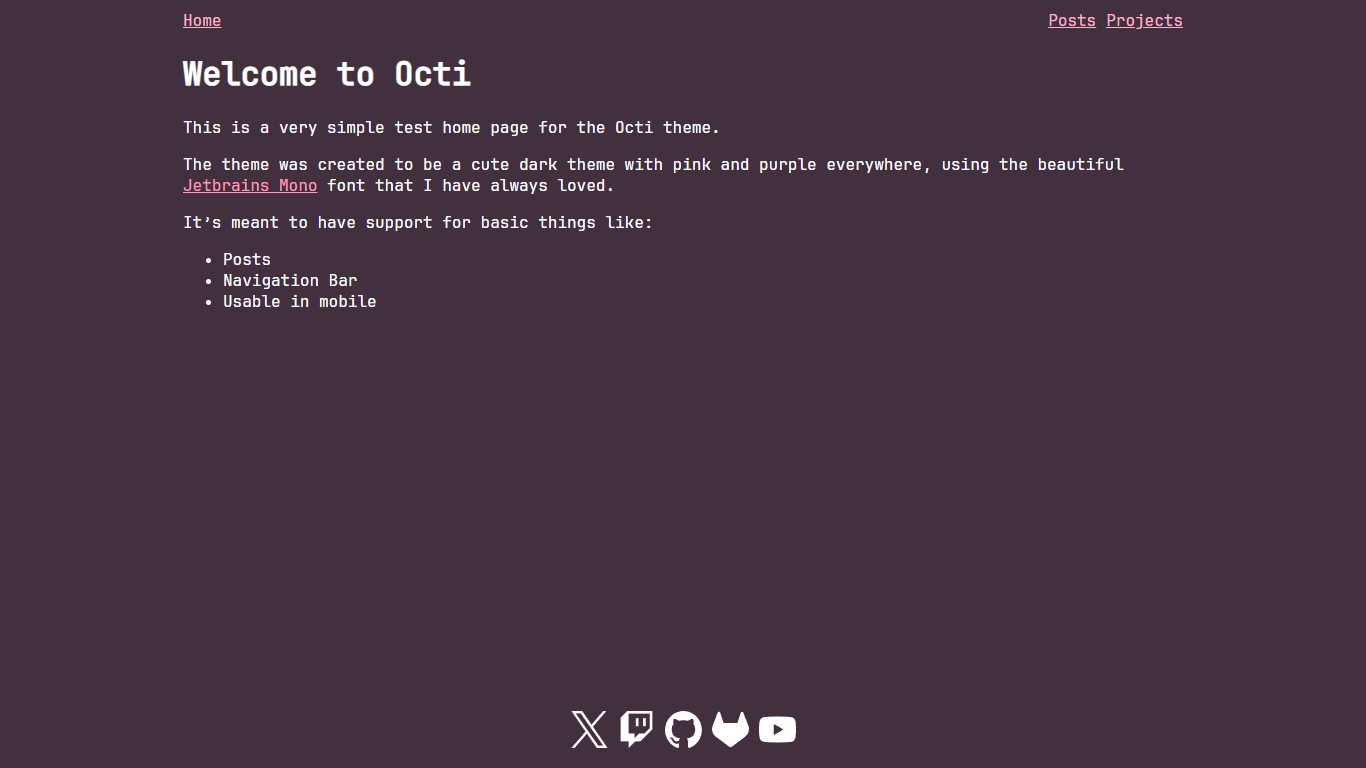 Home
Posts Projects
Welcome to Octi
This is a very simple test home page for the Octi theme.
The theme was created to be a cute dark theme with pink and purple everywhere, using the beautiful
Jetbrains Mono font that I have always loved.
It’s meant to have support for basic things like:
• Posts
• Navigation Bar
• Usable in mobile